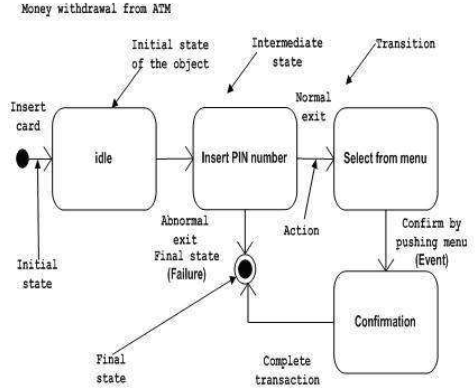 Money withdrawal from ATM
Initial state
of the object
Intermediate
state
Transition
Insert
card
Normal
exit
idle
Insert PIN number
Select from menu
Abnormal
exit
Final state
(Failure)
Action
Confirm by
pushing menu
(Event)
Initial
state
Confirmation
Final
state
Complete
transaction